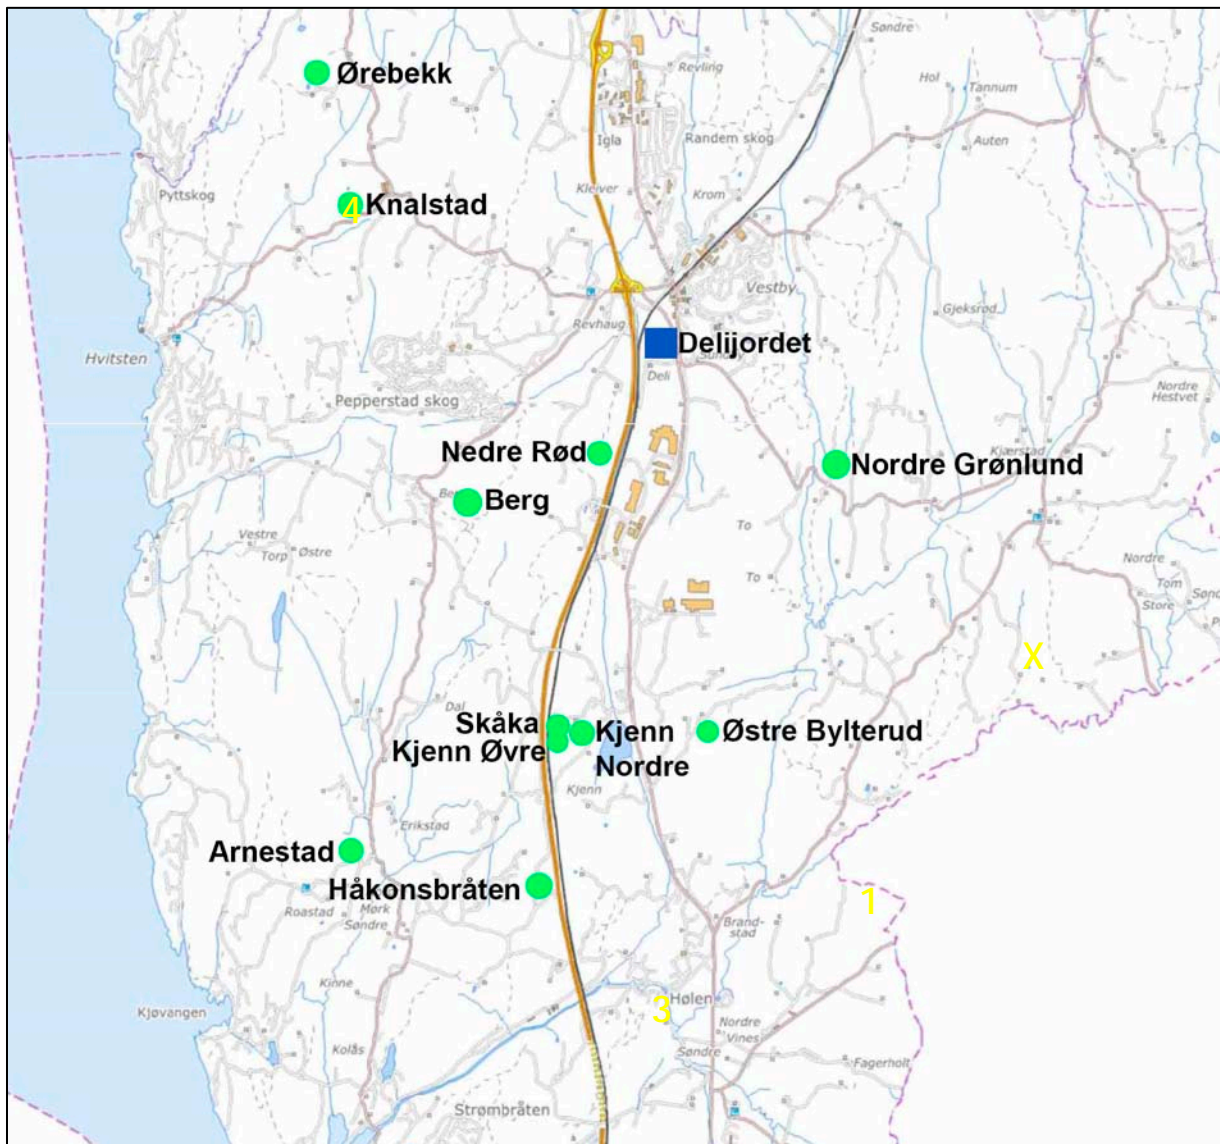 Søndre
Ørebekk
Revling
Hol
Tannum
Igla
Randem skog
Auten
Pyttskog
Kleiver
Krom
4
Knalstad
Vestby
Gjeksrød
Revhaug
Hvitsten
Delijordet
Deli
Pepperstad skog
Nordre
Hestvet
Nedre Rød
Kjærstad
Nordre Grønlund
Berg
Vestre
Torp
Østre
To
To
Nordre
Tom
Store
X
Dal
Skåka
Kjenn Øvre
Kjenn
Nordre
Østre Bylterud
Kjenn
Erikstad
Arnestad
Håkonsbråten
1
Roastad
Mørk
Søndre
Brand-
stad
Kinne
3
Hølen
Kjøvangen
Nordre
Vines
Kolås
Søndre
Fagerholt
Strømbråten